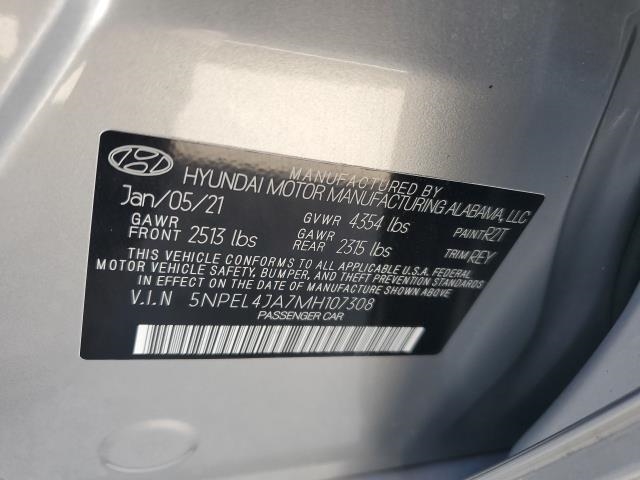 MANUFACTURED BY
HYUNDAI MOTOR MANUFACTURING ALABAMA, LLC
Jan/05/21 GVWR 4354 lbs PAINT R2T
GAWR FRONT 2513 lbs GAWR REAR 2315 lbs TRIM REY
THIS VEHICLE CONFORMS TO ALL APPLICABLE U.S.A. FEDERAL
MOTOR VEHICLE SAFETY, BUMPER, AND THEFT PREVENTION STANDARDS
IN EFFECT ON THE DATE OF MANUFACTURE SHOWN ABOVE.
V.I.N 5NPEL4JA7MH107308
PASSENGER CAR